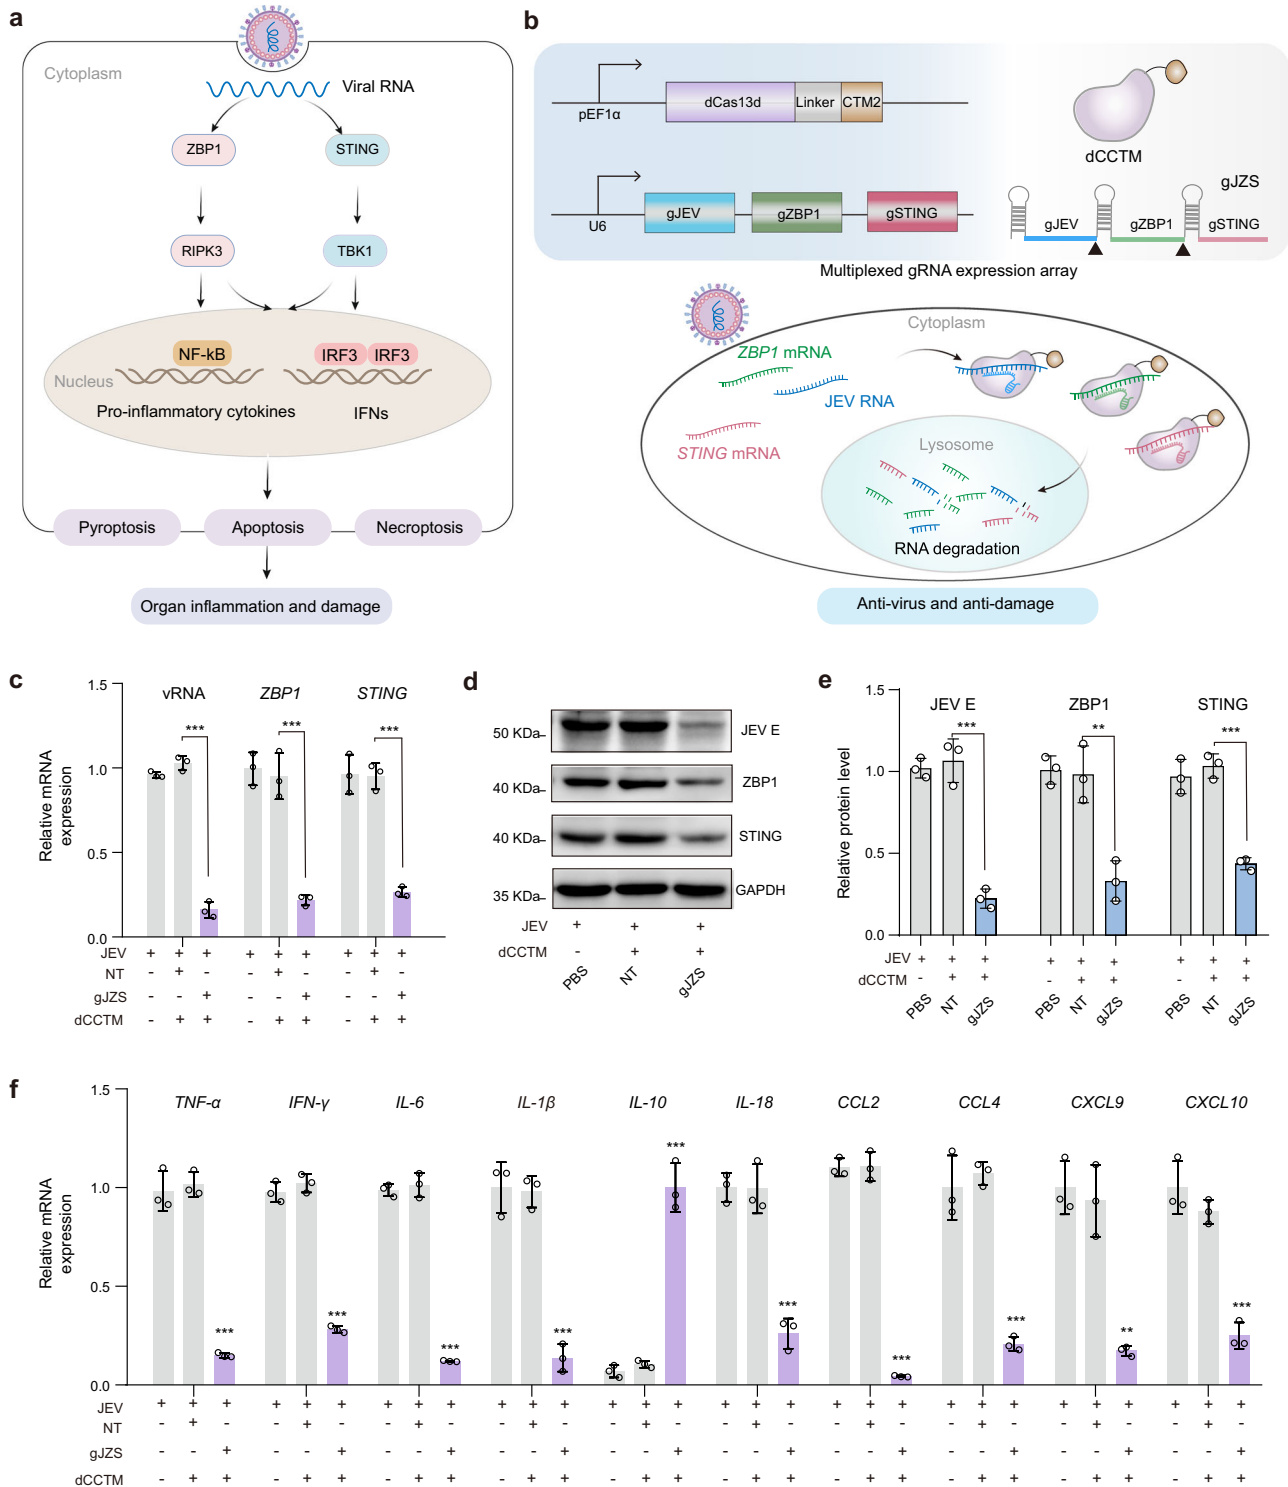 a
Cytoplasm
Viral RNA
ZBP1
STING
RIPK3
TBK1
NF-kB
IRF3 IRF3
Nucleus
Pro-inflammatory cytokines
IFNs
Pyroptosis
Apoptosis
Necroptosis
Organ inflammation and damage
b
pEF1α
dCas13d
Linker
CTM2
dCCTM
U6
gJEV
gZBP1
gSTING
gJZS
gJEV
gZBP1
gSTING
Multiplexed gRNA expression array
Cytoplasm
ZBP1 mRNA
JEV RNA
STING mRNA
Lysosome
RNA degradation
Anti-virus and anti-damage
c
Relative mRNA
expression
1.5
1.0
0.5
0.0
vRNA ZBP1 STING
*** *** ***
JEV + + + + + + + + +
NT - + - - + - - + -
gJZS - - + - - + - - +
dCCTM - + + - + + - + +
d
50 KDa
JEV E
40 KDa
ZBP1
40 KDa
STING
35 KDa
GAPDH
JEV + + +
dCCTM - + +
PBS NT gJZS
e
Relative protein level
1.5
1.0
0.5
0.0
JEV E ZBP1 STING
*** ** ***
JEV + + + + + + + + +
dCCTM - + + - + + - + +
PBS NT gJZS PBS NT gJZS PBS NT gJZS
f
Relative mRNA
expression
1.5
1.0
0.5
0.0
TNF-α IFN-γ IL-6 IL-1β IL-10 IL-18 CCL2 CCL4 CXCL9 CXCL10
*** *** *** *** *** *** *** *** ** ***
JEV + + + + + + + + + + + + + + + + + + + + + + + + + + + + + +
NT - + - - + - - + - - + - - + - - + - - + - - + - - + - - + -
gJZS - - + - - + - - + - - + - - + - - + - - + - - + - - + - - +
dCCTM - + + - + + - + + - + + - + + - + + - + + - + + - + + - + +